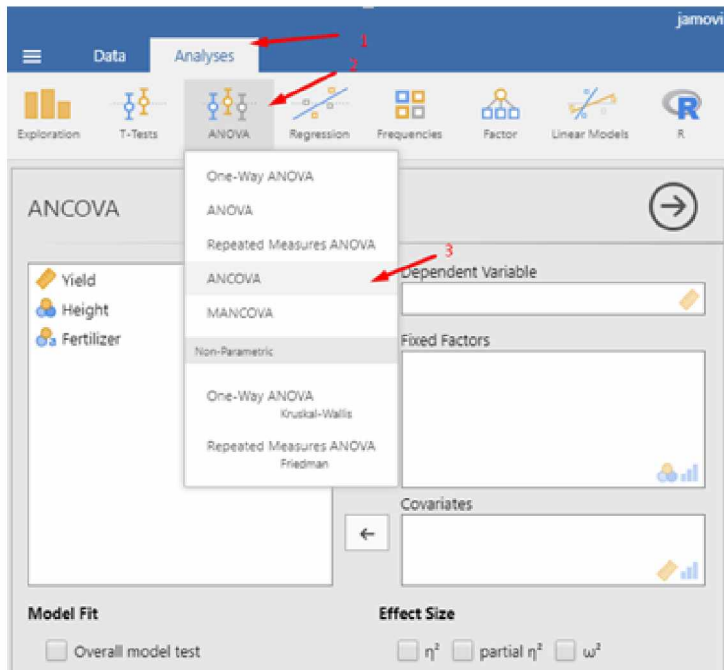 jamovi
Data Analyses 1
2
Exploration T-Tests ANOVA Regression Frequencies Factor Linear Models R
R
One-Way ANOVA
ANOVA
Repeated Measures ANOVA
ANCOVA
MANCOVA
Non-Parametric
One-Way ANOVA
Kruskal-Wallis
Repeated Measures ANOVA
Friedman
ANCOVA
Yield
Height
a Fertilizer
3
Dependent Variable
Fixed Factors
Covariates
Model Fit
Overall model test
Effect Size
η² partial η² ω²